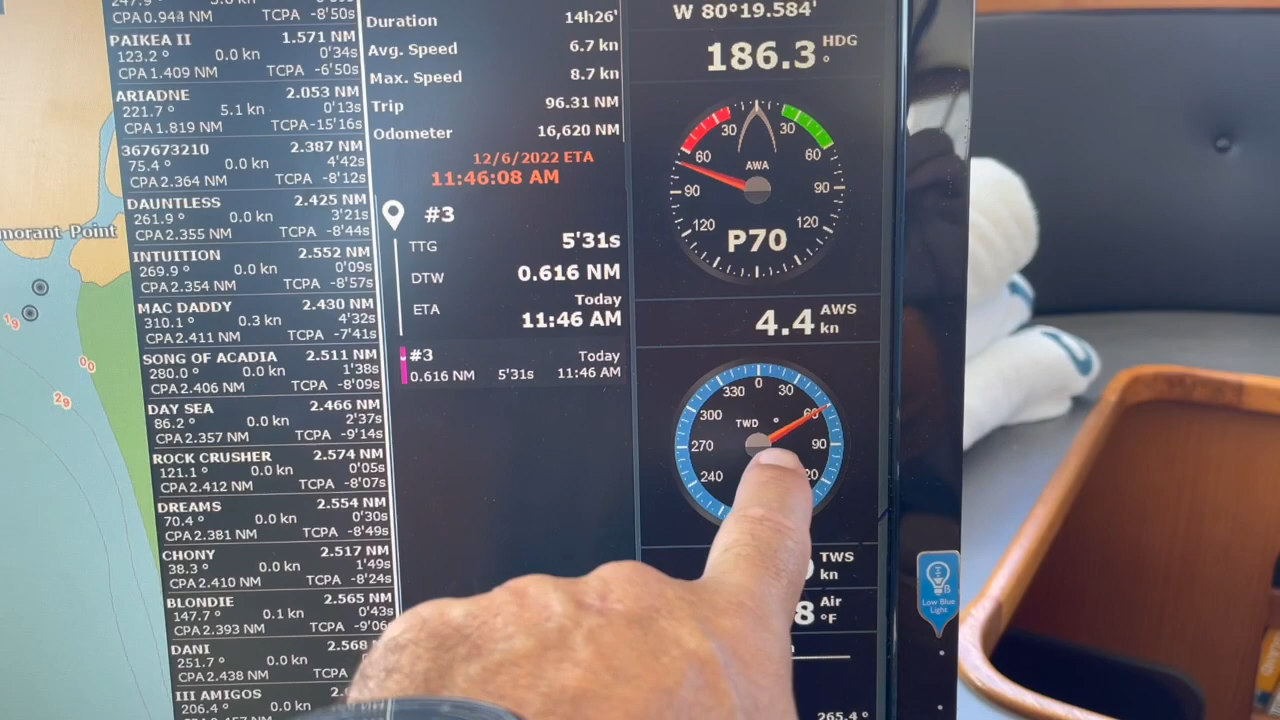 CPA 0.944 NM TCPA -8'50s
PAIKEA II 1.571 NM
123.2 ° 0.0 kn 0'34s
CPA 1.409 NM TCPA -6'50s
ARIADNE 2.053 NM
221.7 ° 5.1 kn 0'13s
CPA 1.819 NM TCPA-15'16s
367673210 2.387 NM
75.4 ° 0.0 kn 4'42s
CPA 2.364 NM TCPA -8'12s
DAUNTLESS 2.425 NM
261.9 ° 0.0 kn 3'21s
CPA 2.355 NM TCPA -8'44s
INTUITION 2.552 NM
269.9 ° 0.0 kn 0'09s
CPA 2.354 NM TCPA -8'57s
MAC DADDY 2.430 NM
310.1 ° 0.3 kn 4'32s
CPA 2.411 NM TCPA -7'41s
SONG OF ACADIA 2.511 NM
280.0 ° 0.0 kn 1'38s
CPA 2.406 NM TCPA -8'09s
DAY SEA 2.466 NM
86.2 ° 0.0 kn 2'37s
CPA 2.357 NM TCPA -9'14s
ROCK CRUSHER 2.574 NM
121.1 ° 0.0 kn 0'05s
CPA 2.412 NM TCPA -8'07s
DREAMS 2.554 NM
70.4 ° 0.0 kn 0'30s
CPA 2.381 NM TCPA -8'49s
CHONY 2.517 NM
38.3 ° 0.0 kn 1'49s
CPA 2.410 NM TCPA -8'24s
BLONDIE 2.565 NM
147.7 ° 0.1 kn 0'43s
CPA 2.393 NM TCPA -9'06
DANI 2.568
251.7 ° 0.0 kn
CPA 2.438 NM TCPA
III AMIGOS
206.4 ° 0.0 kn
morant Point
19
00
29
Duration 14h26'
Avg. Speed 6.7 kn
Max. Speed 8.7 kn
Trip 96.31 NM
Odometer 16,620 NM
12/6/2022 ETA
11:46:08 AM
#3
TTG 5'31s
DTW 0.616 NM
ETA Today
11:46 AM
#3 Today
0.616 NM 5'31s 11:46 AM
W 80°19.584'
186.3 ° HDG
30 30
60 60
AWA
90 90
120 120
P70
4.4 AWS
kn
0
330 30
300 60
TWD °
270 90
240
TWS
kn
8 Air
°F
265.4 °
B
Low Blue
Light